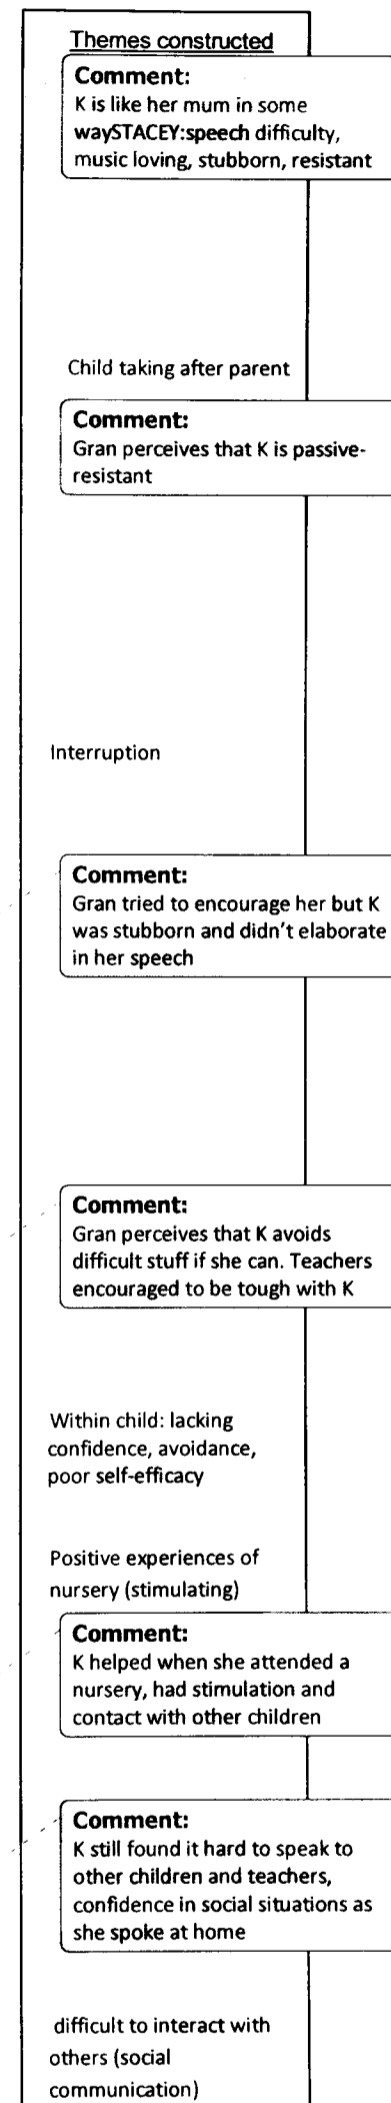 Themes constructed
Comment:
K is like her mum in some
waySTACEY:speech difficulty,
music loving, stubborn, resistant
Child taking after parent
Comment:
Gran perceives that K is passive-
resistant
Interruption
Comment:
Gran tried to encourage her but K
was stubborn and didn't elaborate
in her speech
Comment:
Gran perceives that K avoids
difficult stuff if she can. Teachers
encouraged to be tough with K
Within child: lacking
confidence, avoidance,
poor self-efficacy
Positive experiences of
nursery (stimulating)
Comment:
K helped when she attended a
nursery, had stimulation and
contact with other children
Comment:
K still found it hard to speak to
other children and teachers,
confidence in social situations as
she spoke at home
difficult to interact with
others (social
communication)